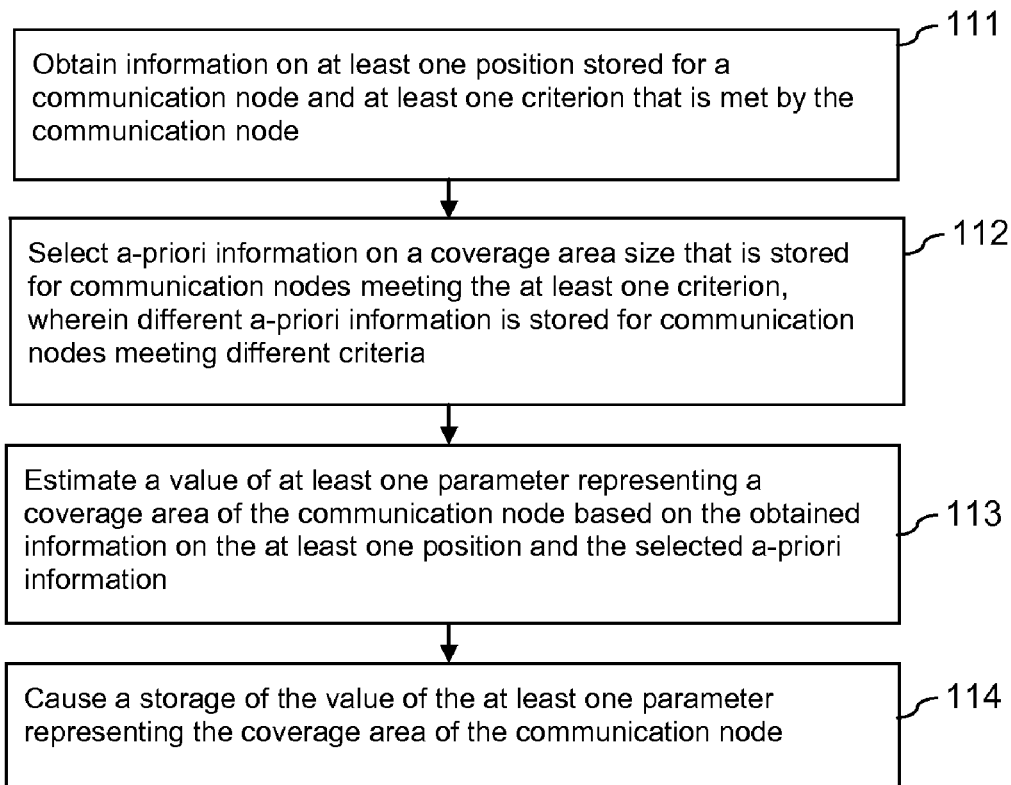 111
Obtain information on at least one position stored for a
communication node and at least one criterion that is met by the
communication node
112
Select a-priori information on a coverage area size that is stored
for communication nodes meeting the at least one criterion,
wherein different a-priori information is stored for communication
nodes meeting different criteria
113
Estimate a value of at least one parameter representing a
coverage area of the communication node based on the obtained
information on the at least one position and the selected a-priori
information
114
Cause a storage of the value of the at least one parameter
representing the coverage area of the communication node